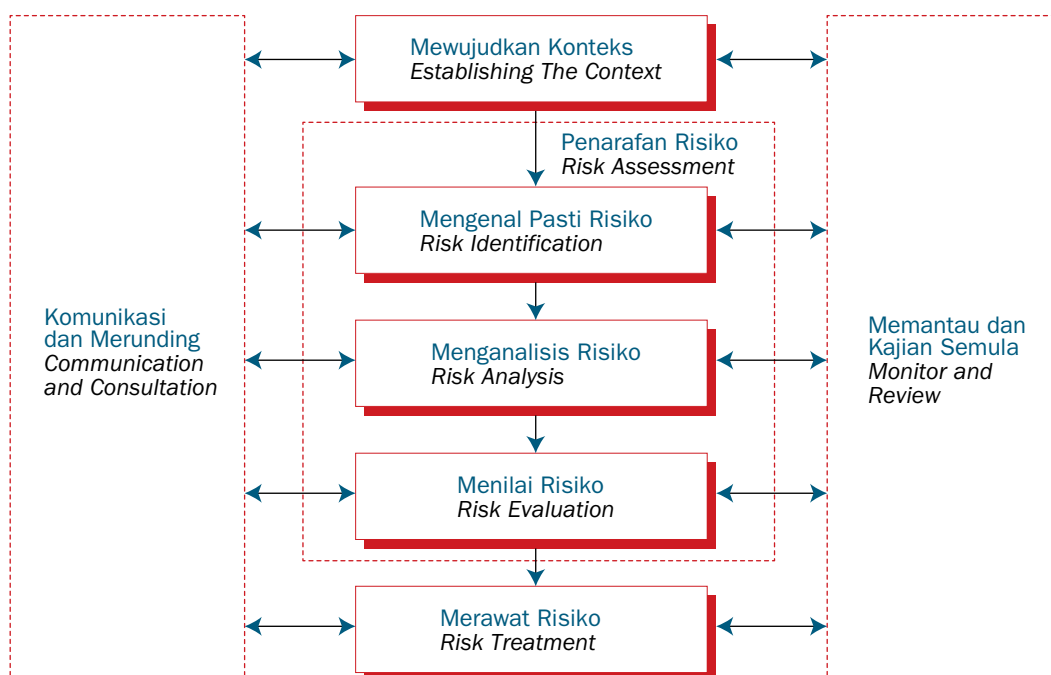 Mewujudkan Konteks
Establishing The Context
Penarafan Risiko
Risk Assessment
Mengenal Pasti Risiko
Risk Identification
Komunikasi
dan Merunding
Communication
and Consultation
Menganalisis Risiko
Risk Analysis
Memantau dan
Kajian Semula
Monitor and
Review
Menilai Risiko
Risk Evaluation
Merawat Risiko
Risk Treatment